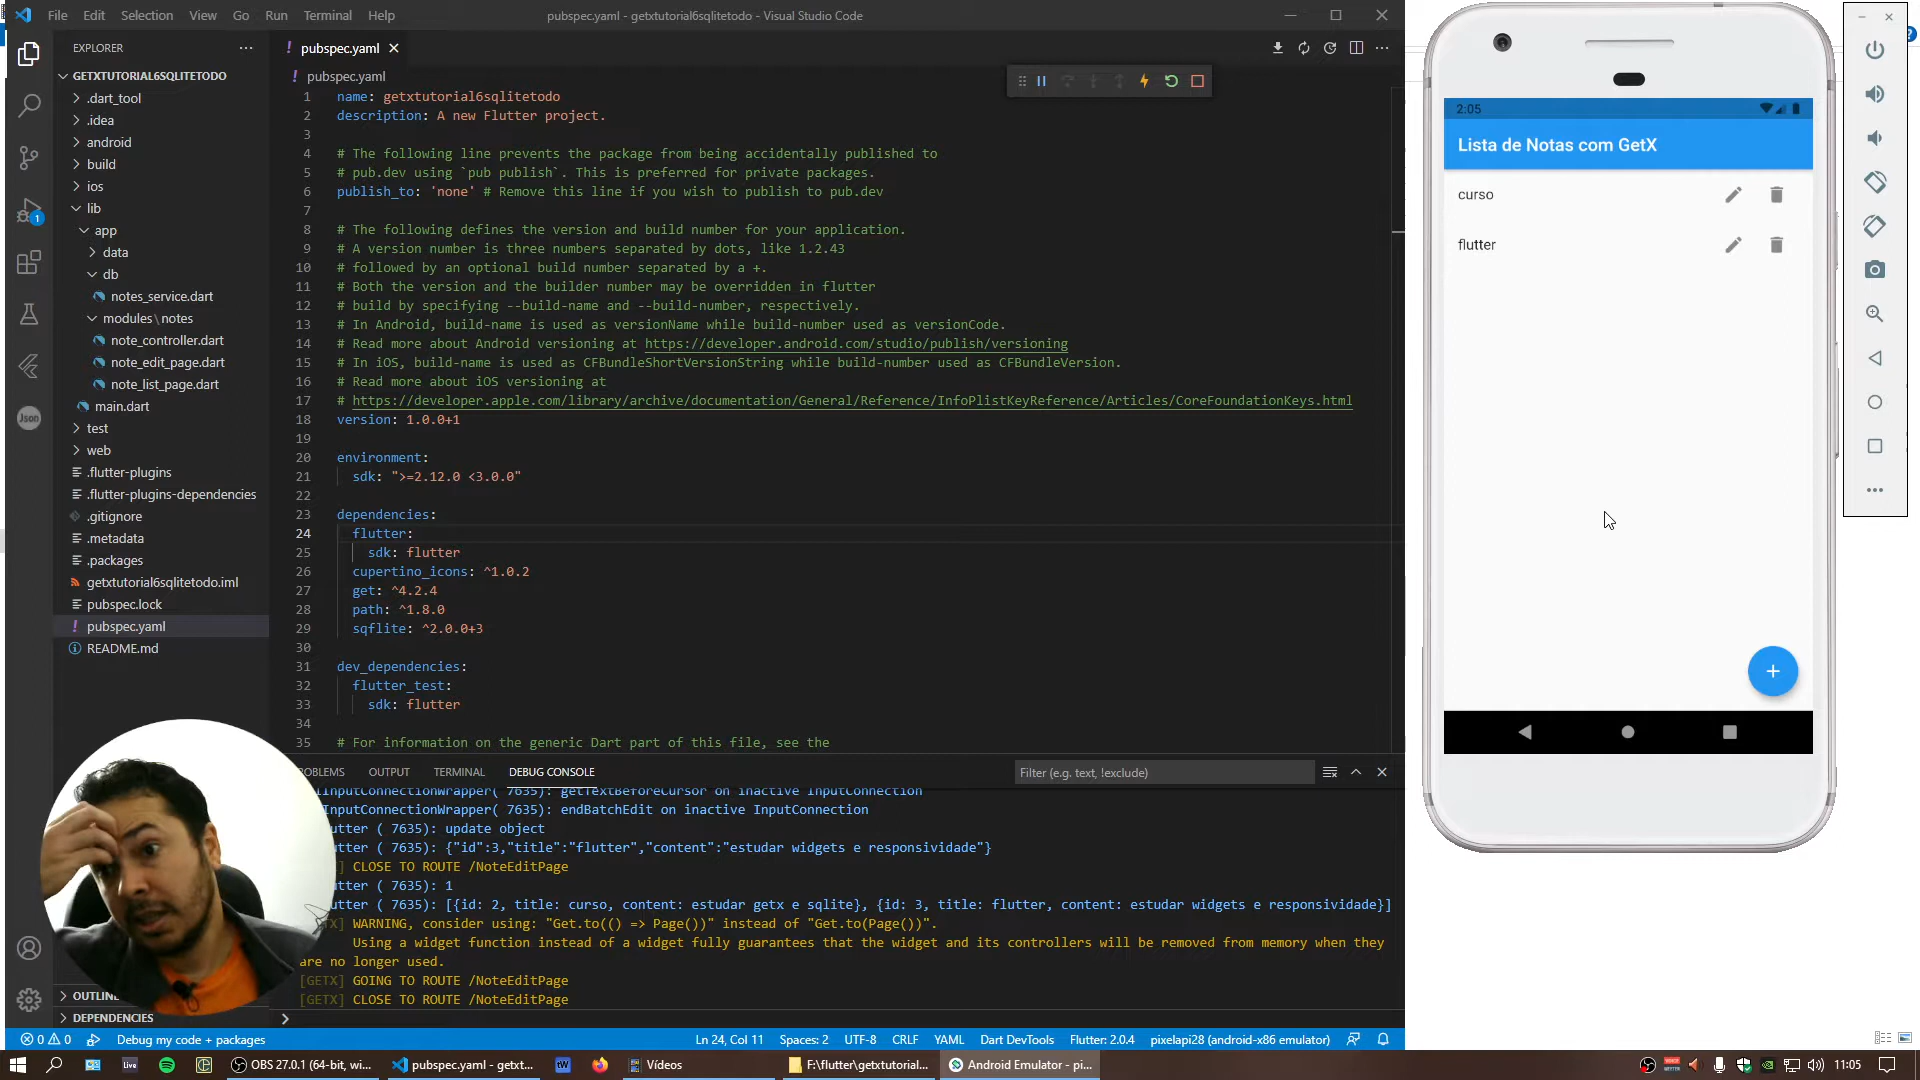 File Edit Selection View Go Run Terminal Help
pubspec.yaml - getxtutorial6sqlitetodo - Visual Studio Code
EXPLORER
GETXTUTORIAL6SQLITETODO
.dart_tool
.idea
android
build
ios
lib
app
data
db
notes_service.dart
modules\notes
note_controller.dart
note_edit_page.dart
note_list_page.dart
main.dart
test
web
.flutter-plugins
.flutter-plugins-dependencies
.gitignore
.metadata
.packages
getxtutorial6sqlitetodo.iml
pubspec.lock
pubspec.yaml
README.md
OUTLINE
DEPENDENCIES
1
Json
pubspec.yaml
pubspec.yaml
1 name: getxtutorial6sqlitetodo
2 description: A new Flutter project.
3
4 # The following line prevents the package from being accidentally published to
5 # pub.dev using `pub publish`. This is preferred for private packages.
6 publish_to: 'none' # Remove this line if you wish to publish to pub.dev
7
8 # The following defines the version and build number for your application.
9 # A version number is three numbers separated by dots, like 1.2.43
10 # followed by an optional build number separated by a +.
11 # Both the version and the builder number may be overridden in flutter
12 # build by specifying --build-name and --build-number, respectively.
13 # In Android, build-name is used as versionName while build-number used as versionCode.
14 # Read more about Android versioning at https://developer.android.com/studio/publish/versioning
15 # In iOS, build-name is used as CFBundleShortVersionString while build-number used as CFBundleVersion.
16 # Read more about iOS versioning at
17 # https://developer.apple.com/library/archive/documentation/General/Reference/InfoPlistKeyReference/Articles/CoreFoundationKeys.html
18 version: 1.0.0+1
19
20 environment:
21 sdk: ">=2.12.0 <3.0.0"
22
23 dependencies:
24 flutter:
25 sdk: flutter
26 cupertino_icons: ^1.0.2
27 get: ^4.2.4
28 path: ^1.8.0
29 sqflite: ^2.0.0+3
30
31 dev_dependencies:
32 flutter_test:
33 sdk: flutter
34
35 # For information on the generic Dart part of this file, see the
ROBLEMS OUTPUT TERMINAL DEBUG CONSOLE
Filter (e.g. text, !exclude)
InputConnectionWrapper( 7635): getTextBeforeCursor on inactive InputConnection
InputConnectionWrapper( 7635): endBatchEdit on inactive InputConnection
utter ( 7635): update object
utter ( 7635): {"id":3,"title":"flutter","content":"estudar widgets e responsividade"}
] CLOSE TO ROUTE /NoteEditPage
utter ( 7635): 1
utter ( 7635): [{id: 2, title: curso, content: estudar getx e sqlite}, {id: 3, title: flutter, content: estudar widgets e responsividade}]
X] WARNING, consider using: "Get.to(() => Page())" instead of "Get.to(Page())".
Using a widget function instead of a widget fully guarantees that the widget and its controllers will be removed from memory when they
are no longer used.
[GETX] GOING TO ROUTE /NoteEditPage
[GETX] CLOSE TO ROUTE /NoteEditPage
0 0 Debug my code + packages
Ln 24, Col 11 Spaces: 2 UTF-8 CRLF YAML Dart DevTools Flutter: 2.0.4 pixelapi28 (android-x86 emulator)
2:05
Lista de Notas com GetX
curso
flutter
live
OBS 27.0.1 (64-bit, wi...
pubspec.yaml - getxt...
Vídeos
F:\flutter\getxtutorial...
Android Emulator - pi...
11:05